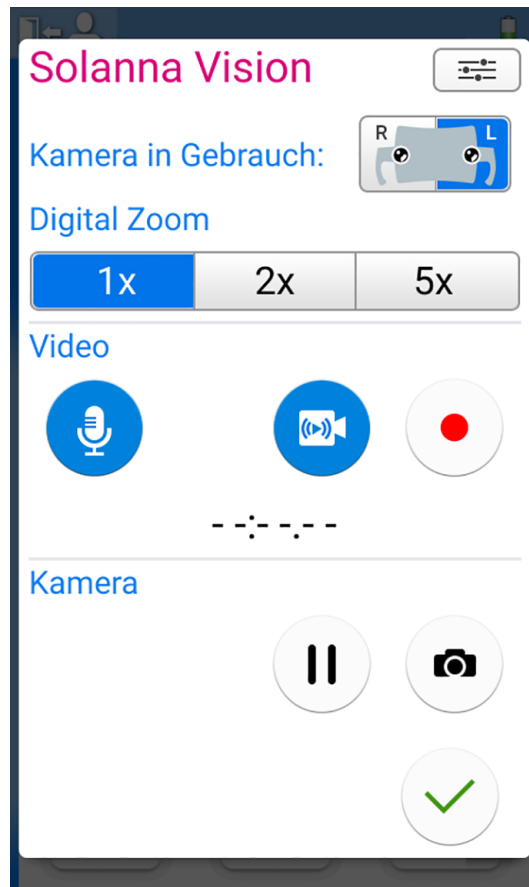 Solanna Vision
Kamera in Gebrauch:
R L
Digital Zoom
1x 2x 5x
Video
- -:- -.- -
Kamera